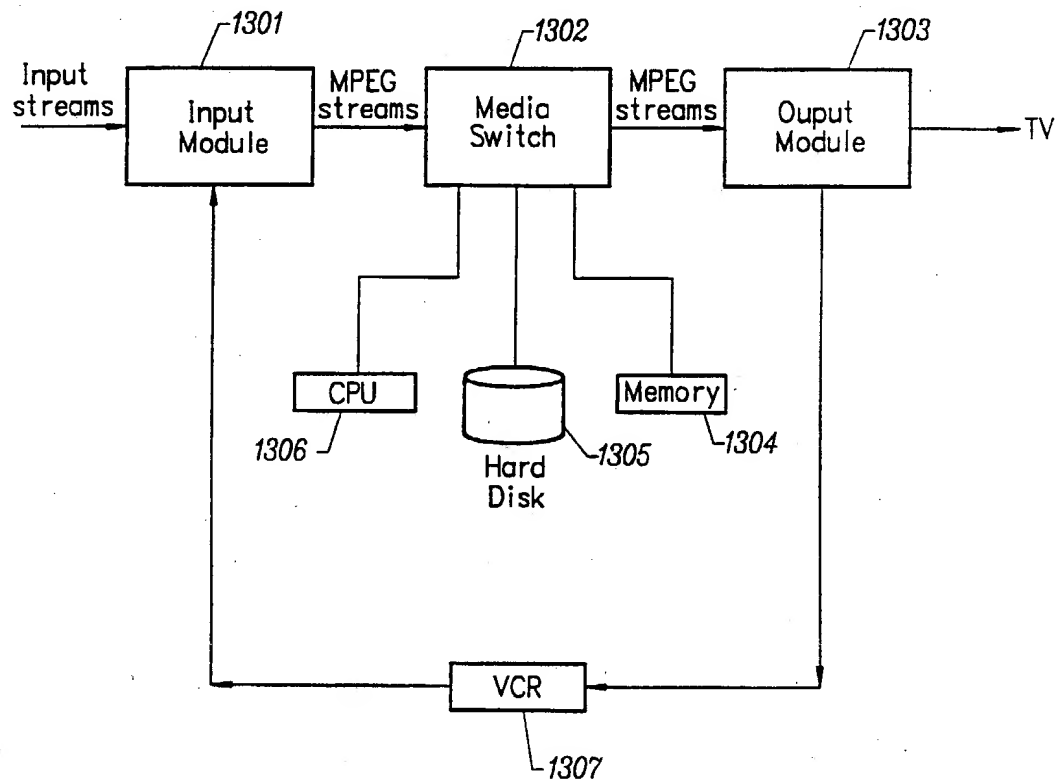 1301
1302
1303
Input
streams
Input
Module
MPEG
streams
Media
Switch
MPEG
streams
Ouput
Module
TV
CPU
Memory
1306
1305
1304
Hard
Disk
VCR
1307